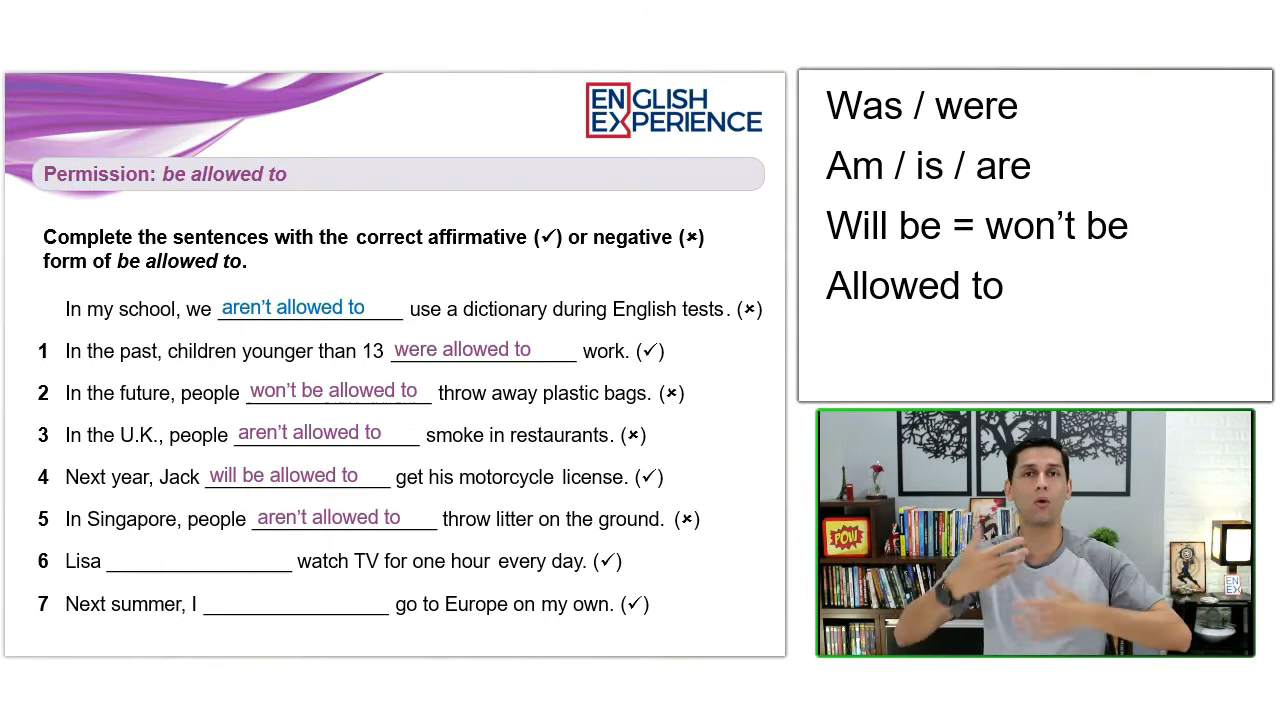 ENGLISH
EXPERIENCE
Permission: be allowed to
Complete the sentences with the correct affirmative (✓) or negative (✗)
form of be allowed to.
In my school, we aren't allowed to use a dictionary during English tests. (✗)
1 In the past, children younger than 13 were allowed to work. (✓)
2 In the future, people won't be allowed to throw away plastic bags. (✗)
3 In the U.K., people aren't allowed to smoke in restaurants. (✗)
4 Next year, Jack will be allowed to get his motorcycle license. (✓)
5 In Singapore, people aren't allowed to throw litter on the ground. (✗)
6 Lisa _________________ watch TV for one hour every day. (✓)
7 Next summer, I _________________ go to Europe on my own. (✓)
Was / were
Am / is / are
Will be = won't be
Allowed to
POW
EN
EX